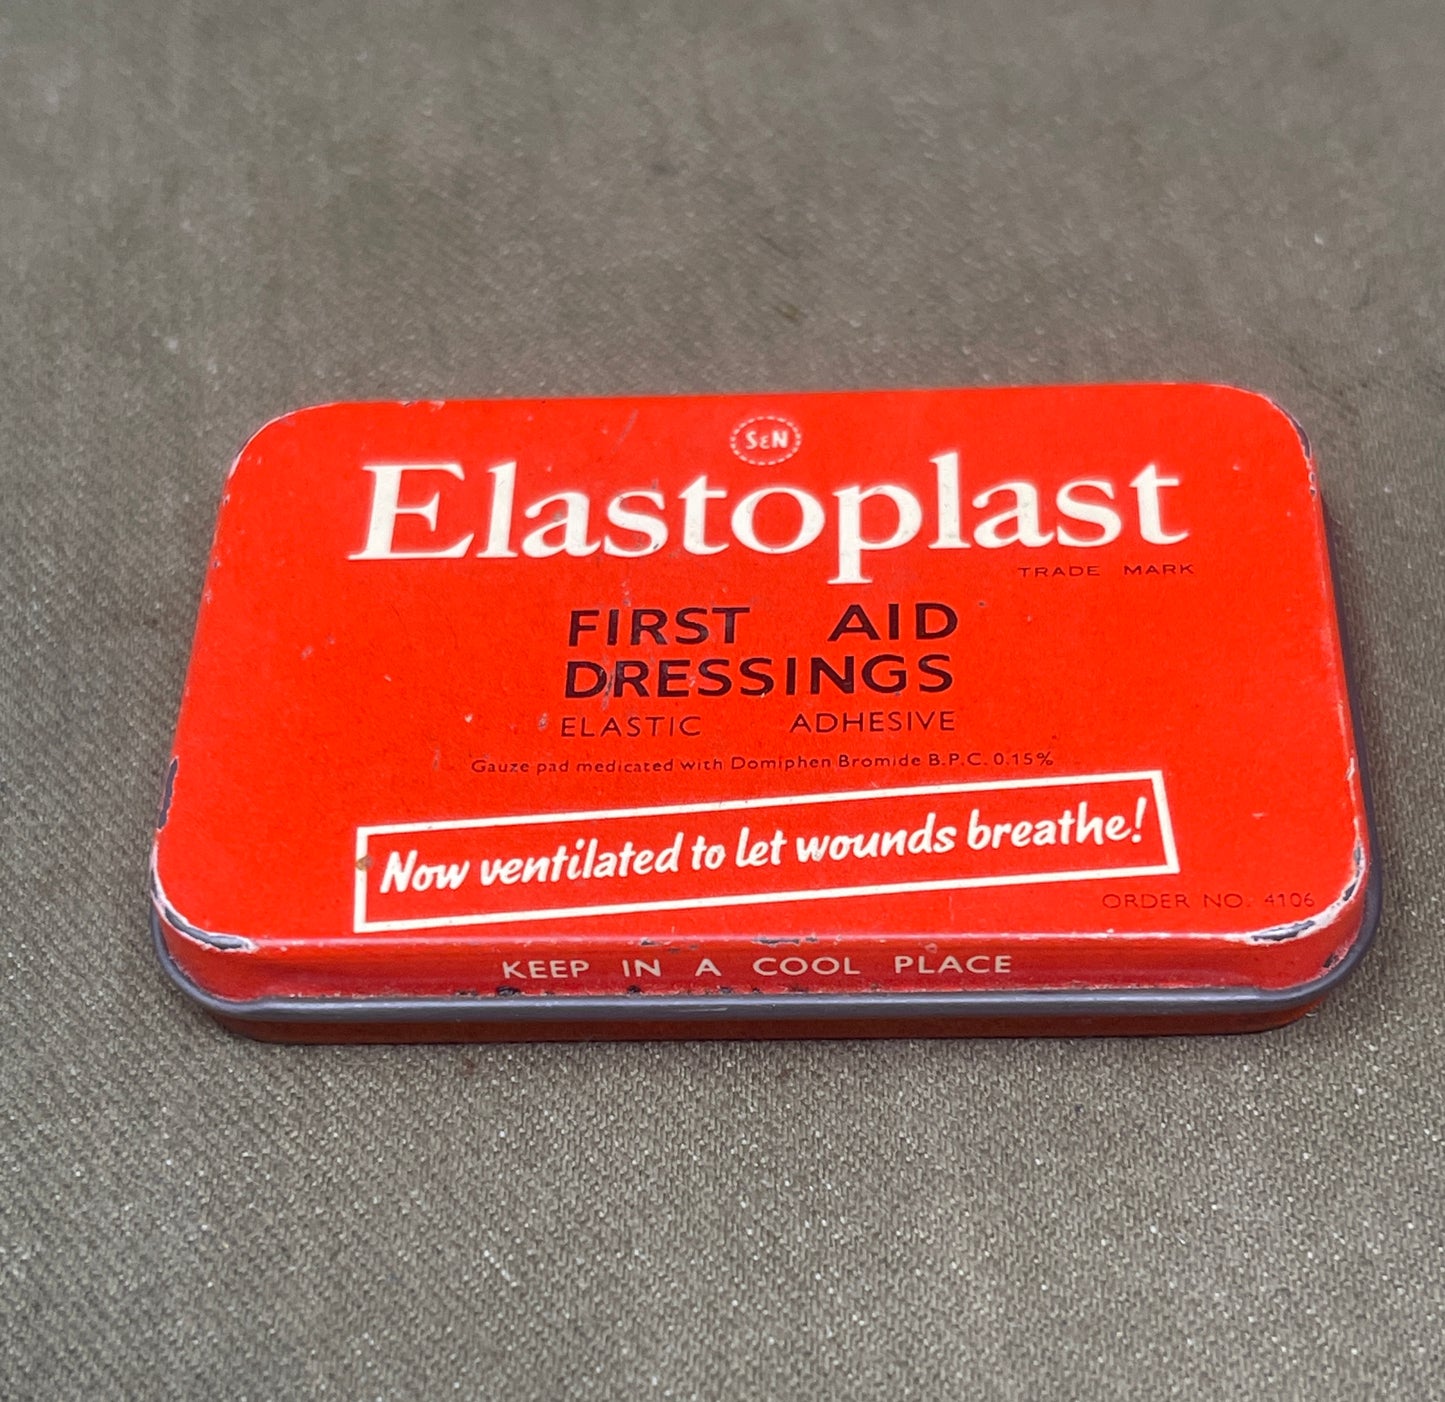 SεN
Elastoplast
TRADE MARK
FIRST AID
DRESSINGS
ELASTIC ADHESIVE
Gauze pad medicated with Domiphen Bromide B.P.C. 0.15%
Now ventilated to let wounds breathe!
ORDER NO. 4106
KEEP IN A COOL PLACE